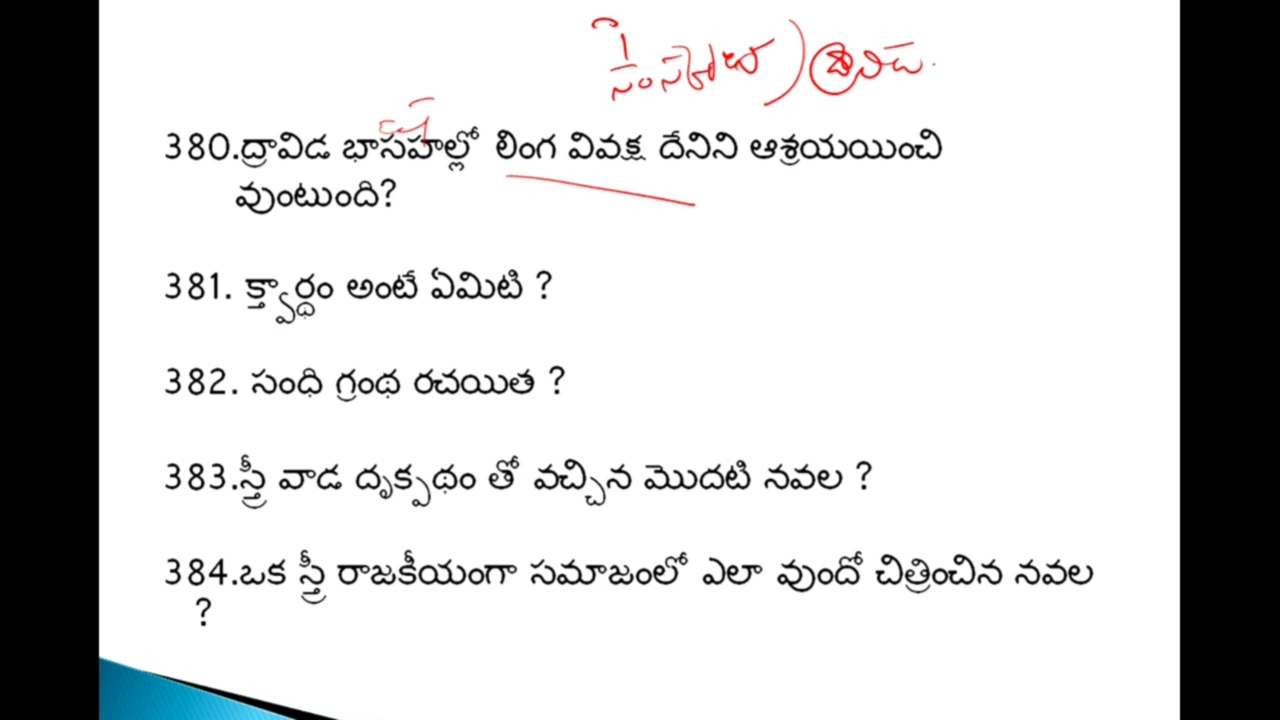 380.ద్రావిడ భాసహల్లో లింగ వివక్ష దేనిని ఆశ్రయయించి
వుంటుంది?
381. క్త్వార్థం అంటే ఏమిటి ?
382. సంధి గ్రంథ రచయిత ?
383.స్త్రీ వాడ దృక్పథం తో వచ్చిన మొదటి నవల ?
384.ఒక స్త్రీ రాజకీయంగా సమాజంలో ఎలా వుందో చిత్రించిన నవల
?